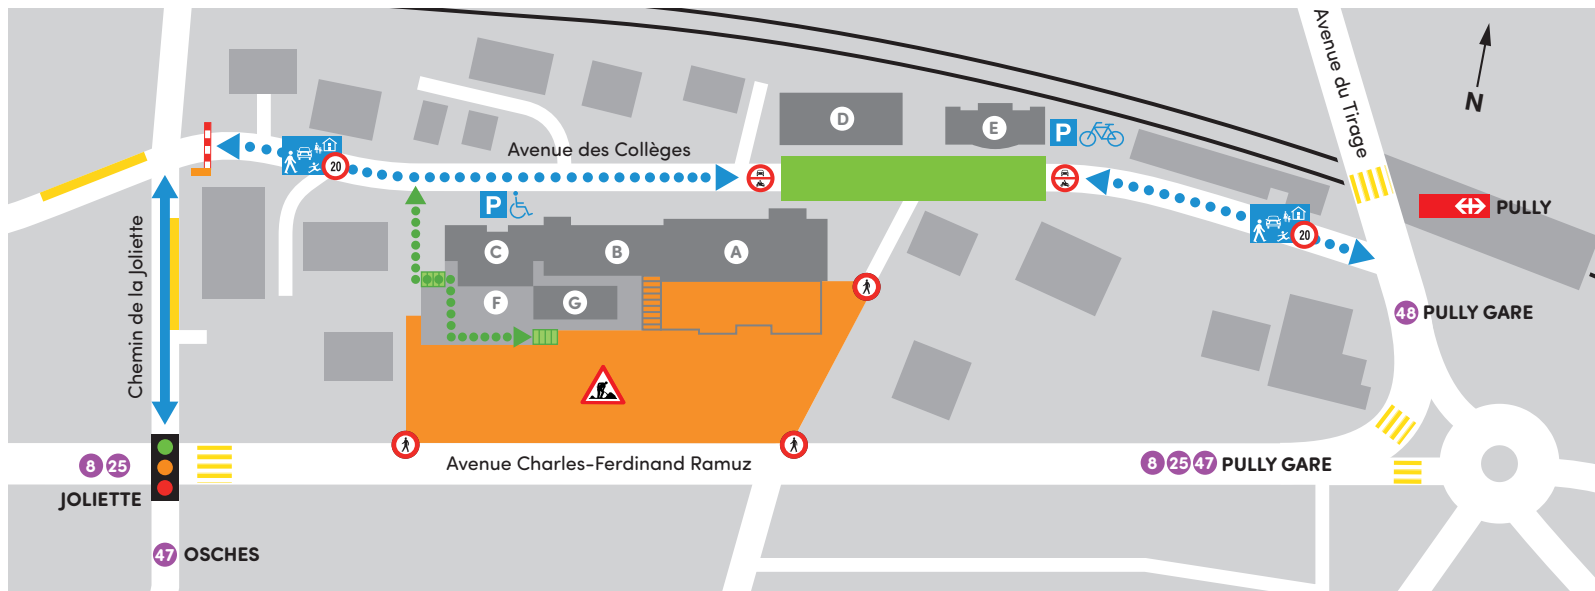 Avenue du Tirage
N
D
E
P
20
Avenue des Collèges
P
PULLY
20
C
B
A
F
G
Chemin de la Joliette
48 PULLY GARE
8 25
JOLIETTE
Avenue Charles-Ferdinand Ramuz
8 25 47 PULLY GARE
47 OSCHES